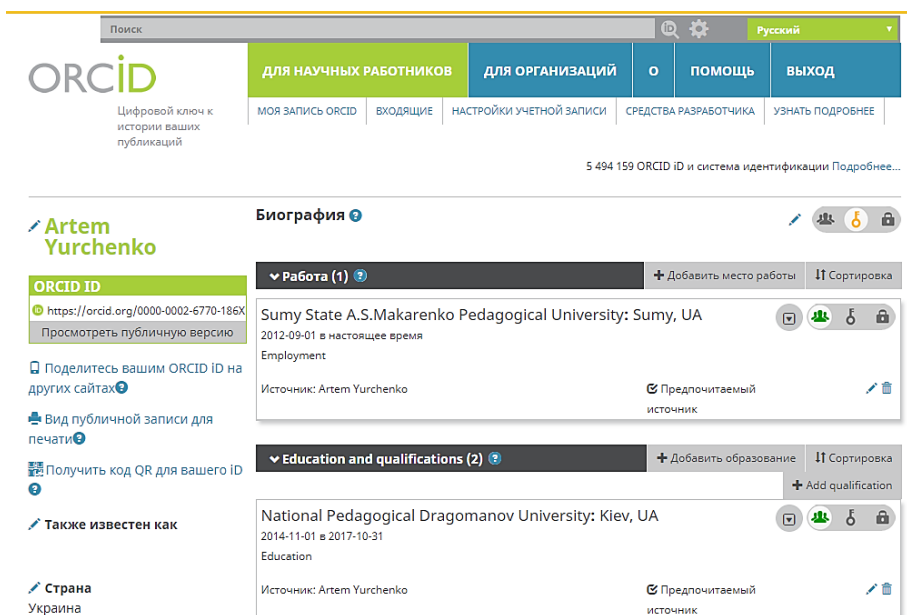 Поиск
Русский
ORCID
Цифровой ключ к
истории ваших
публикаций
ДЛЯ НАУЧНЫХ РАБОТНИКОВ
ДЛЯ ОРГАНИЗАЦИЙ
О
ПОМОЩЬ
ВЫХОД
МОЯ ЗАПИСЬ ORCID
ВХОДЯЩИЕ
НАСТРОЙКИ УЧЕТНОЙ ЗАПИСИ
СРЕДСТВА РАЗРАБОТЧИКА
УЗНАТЬ ПОДРОБНЕЕ
5 494 159 ORCID iD и система идентификации Подробнее...
Artem
Yurchenko
ORCID ID
https://orcid.org/0000-0002-6770-186X
Просмотреть публичную версию
Поделитесь вашим ORCID iD на
других сайтах
Вид публичной записи для
печати
Получить код QR для вашего iD
Также известен как
Страна
Украина
Биография
Работа (1)
Добавить место работы
Сортировка
Sumy State A.S.Makarenko Pedagogical University: Sumy, UA
2012-09-01 в настоящее время
Employment
Источник: Artem Yurchenko
Предпочитаемый
источник
Education and qualifications (2)
Добавить образование
Сортировка
Add qualification
National Pedagogical Dragomanov University: Kiev, UA
2014-11-01 в 2017-10-31
Education
Источник: Artem Yurchenko
Предпочитаемый
источник